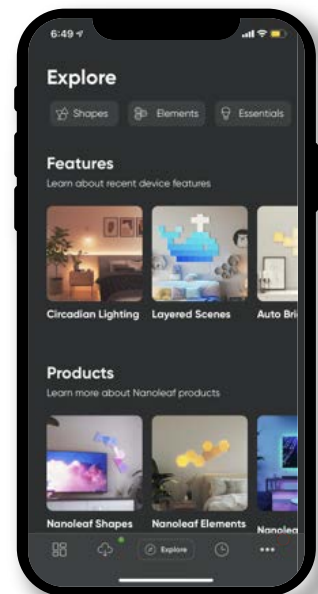 6:49
Explore
Shapes Elements Essentials
Features
Learn about recent device features
Circadian Lighting Layered Scenes Auto Bri
Products
Learn more about Nanoleaf products
Nanoleaf Shapes Nanoleaf Elements Nanolea
Explore